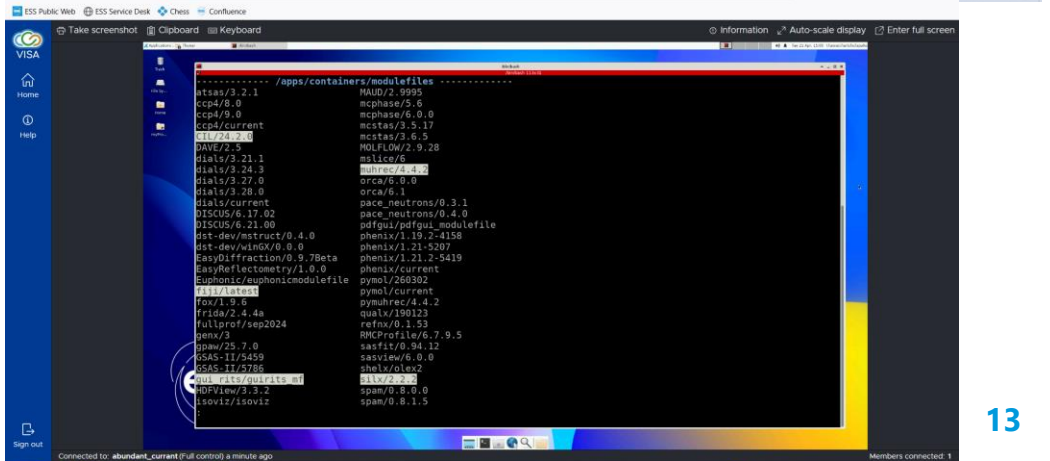 ESS Public Web ESS Service Desk Chess Confluence
VISA
Take screenshot Clipboard Keyboard
Information Auto-scale display Enter full screen
Home
Help
------------- /apps/containers/modulefiles -------------
atsas/3.2.1 MAUD/2.9995
ccp4/8.0 mcphase/5.6
ccp4/9.0 mcphase/6.0.0
ccp4/current mcstas/3.5.17
CIL/24.2.0 mcstas/3.6.5
DAVE/2.5 MOLFLOW/2.9.28
dials/3.21.1 mslice/6
dials/3.24.3 muhrec/4.4.2
dials/3.27.0 orca/6.0.0
dials/3.28.0 orca/6.1
dials/current pace_neutrons/0.3.1
DISCUS/6.17.02 pace_neutrons/0.4.0
DISCUS/6.21.00 pdfgui/pdfgui_modulefile
dst-dev/mstruct/0.4.0 phenix/1.19.2-4158
dst-dev/winGX/0.0.0 phenix/1.21-5207
EasyDiffraction/0.9.7Beta phenix/1.21.2-5419
EasyReflectometry/1.0.0 phenix/current
Euphonic/euphonicmodulefile pymol/260302
fiji/latest pymol/current
fox/1.9.6 pymuhrec/4.4.2
frida/2.4.4a qualx/190123
fullprof/sep2024 refnx/0.1.53
genx/3 RMCProfile/6.7.9.5
gpaw/25.7.0 sasfit/0.94.12
GSAS-II/5459 sasview/6.0.0
GSAS-II/5786 shelx/olex2
gui_rits/guirits_mf silx/2.2.2
HDFView/3.3.2 spam/0.8.0.0
isoviz/isoviz spam/0.8.1.5
:
Sign out
Connected to: abundant_currant (Full control) a minute ago
Members connected: 1
13